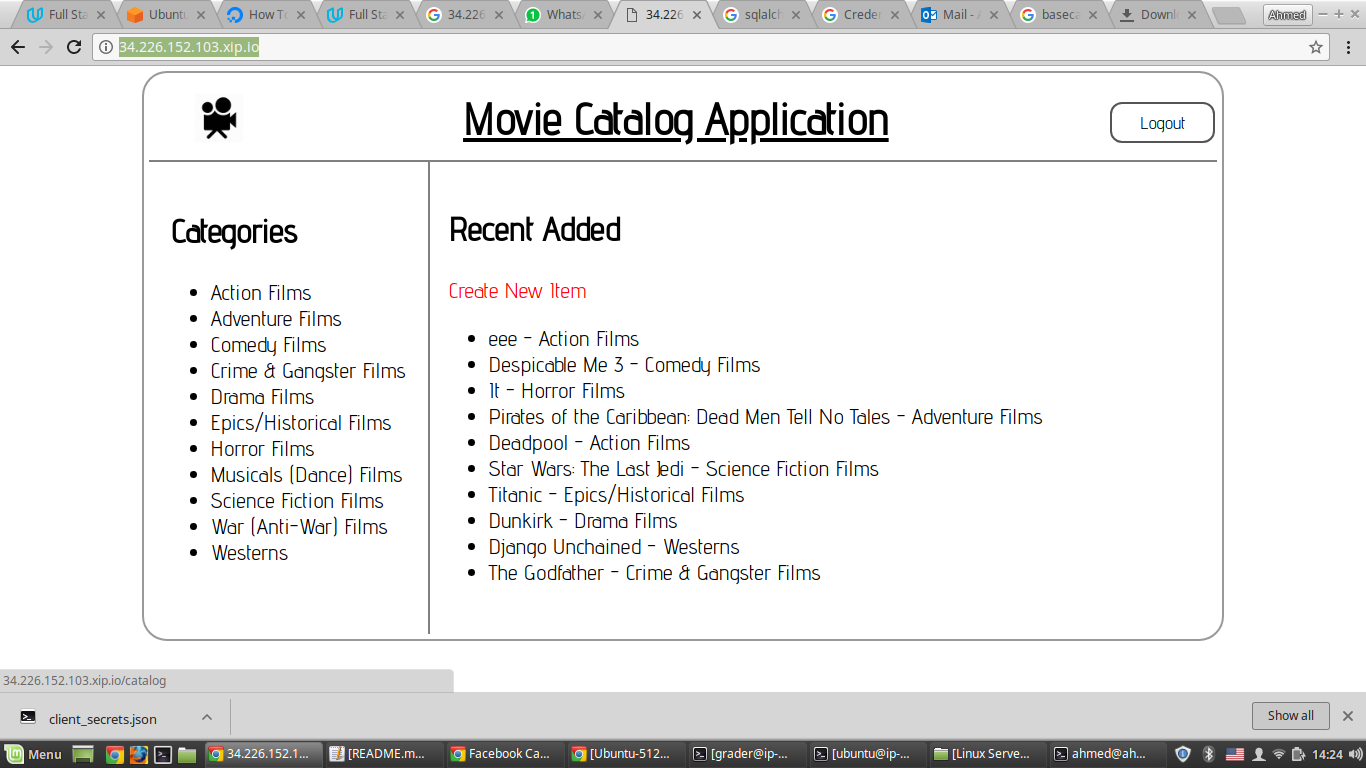 Full Sta
Ubunt
How T
Full Sta
34.226
Whats
34.226
sqlalch
Creder
Mail -
baseca
Downl
Ahmed
34.226.152.103.xip.io
Movie Catalog Application
Logout
Categories
Action Films
Adventure Films
Comedy Films
Crime & Gangster Films
Drama Films
Epics/Historical Films
Horror Films
Musicals (Dance) Films
Science Fiction Films
War (Anti-War) Films
Westerns
Recent Added
Create New Item
eee - Action Films
Despicable Me 3 - Comedy Films
It - Horror Films
Pirates of the Caribbean: Dead Men Tell No Tales - Adventure Films
Deadpool - Action Films
Star Wars: The Last Jedi - Science Fiction Films
Titanic - Epics/Historical Films
Dunkirk - Drama Films
Django Unchained - Westerns
The Godfather - Crime & Gangster Films
34.226.152.103.xip.io/catalog
client_secrets.json
Show all
Menu
34.226.152.1...
[README.m...
Facebook Ca...
[Ubuntu-512...
[grader@ip-...
[ubuntu@ip-...
[Linux Serve...
ahmed@ah...
14:24